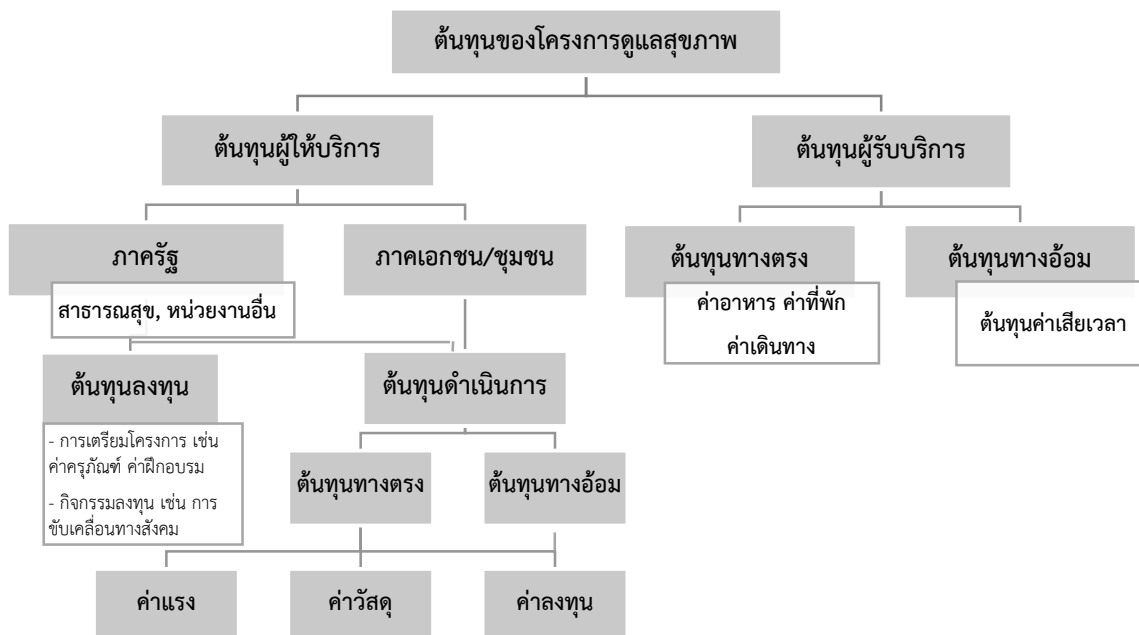 ต้นทุนของโครงการดูแลสุขภาพ
ต้นทุนผู้ให้บริการ
ต้นทุนผู้รับบริการ
ภาครัฐ
ภาคเอกชน/ชุมชน
ต้นทุนทางตรง
ต้นทุนทางอ้อม
สาธารณสุข, หน่วยงานอื่น
ค่าอาหาร ค่าที่พัก
ค่าเดินทาง
ต้นทุนค่าเสียเวลา
ต้นทุนลงทุน
ต้นทุนดำเนินการ
- การเตรียมโครงการ เช่น
ค่าครุภัณฑ์ ค่าฝึกอบรม
- กิจกรรมลงทุน เช่น การ
ขับเคลื่อนทางสังคม
ต้นทุนทางตรง
ต้นทุนทางอ้อม
ค่าแรง
ค่าวัสดุ
ค่าลงทุน